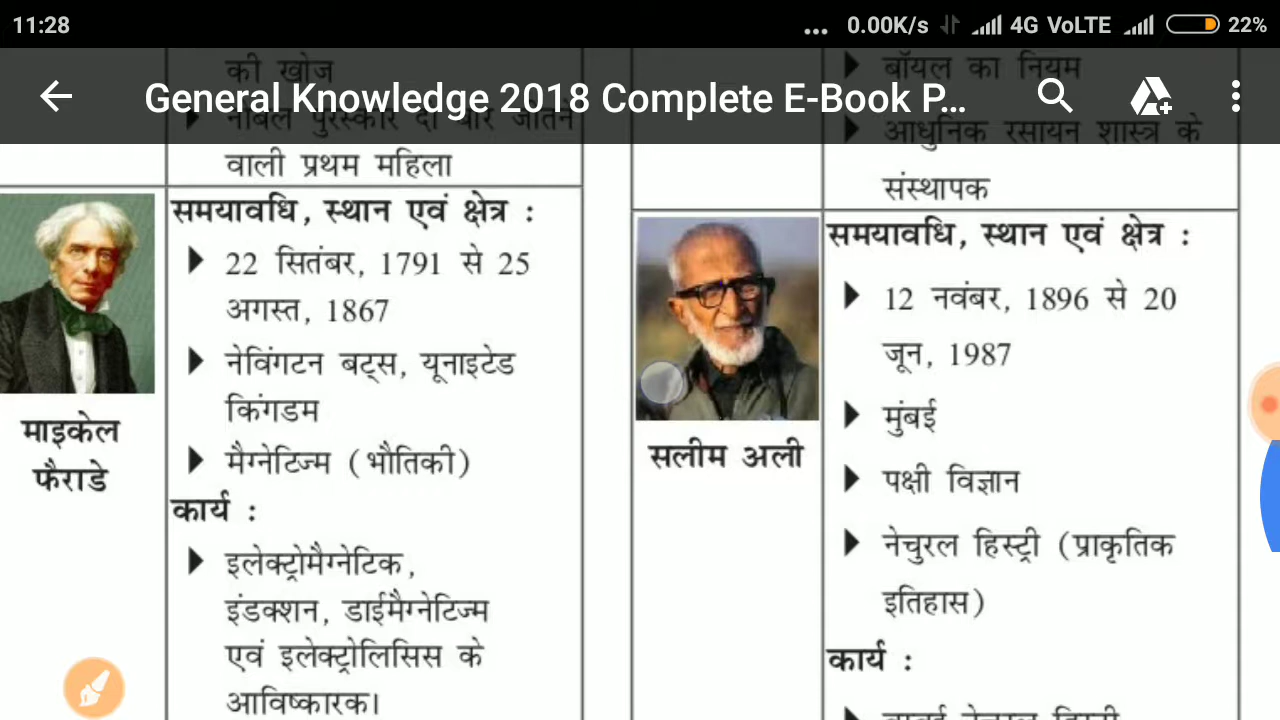 11:28
... 0.00K/s 4G VoLTE 22%
General Knowledge 2018 Complete E-Book P...
की खोज
नोबल पुरस्कार दो बार जीतने
वाली प्रथम महिला
माइकेल
फैराडे
समयावधि, स्थान एवं क्षेत्र :
22 सितंबर, 1791 से 25
अगस्त, 1867
नेविंगटन बट्स, यूनाइटेड
किंगडम
मैग्नेटिज्म (भौतिकी)
कार्य :
इलेक्ट्रोमैग्नेटिक,
इंडक्शन, डाईमैग्नेटिज्म
एवं इलेक्ट्रोलिसिस के
आविष्कारक।
बॉयल का नियम
आधुनिक रसायन शास्त्र के
संस्थापक
सलीम अली
समयावधि, स्थान एवं क्षेत्र :
12 नवंबर, 1896 से 20
जून, 1987
मुंबई
पक्षी विज्ञान
नेचुरल हिस्ट्री (प्राकृतिक
इतिहास)
कार्य :